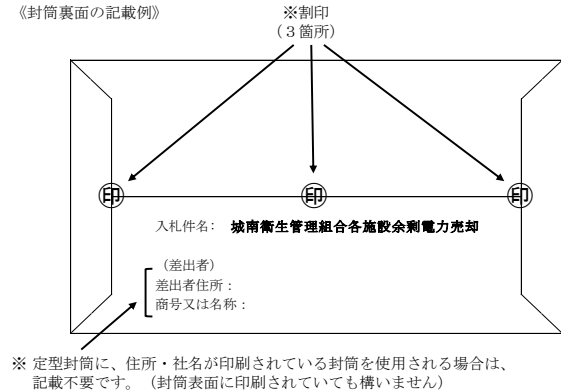 《封筒裏面の記載例》
※割印
(3箇所)
印 印 印
入札件名: 城南衛生管理組合各施設余剰電力売却
(差出者)
差出者住所:
商号又は名称:
※ 定型封筒に、住所・社名が印刷されている封筒を使用される場合は、
記載不要です。(封筒表面に印刷されていても構いません)